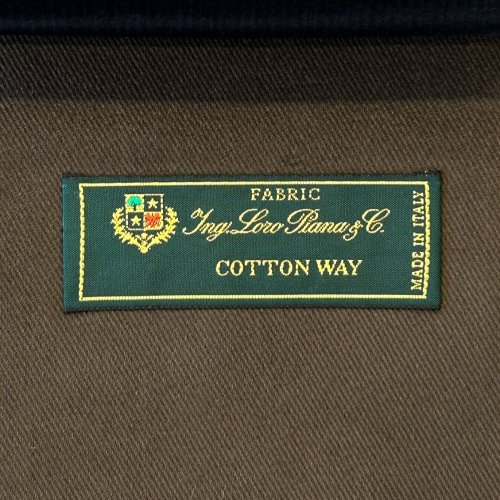 FABRIC
Ing. Loro Piana & C.
COTTON WAY
MADE IN ITALY